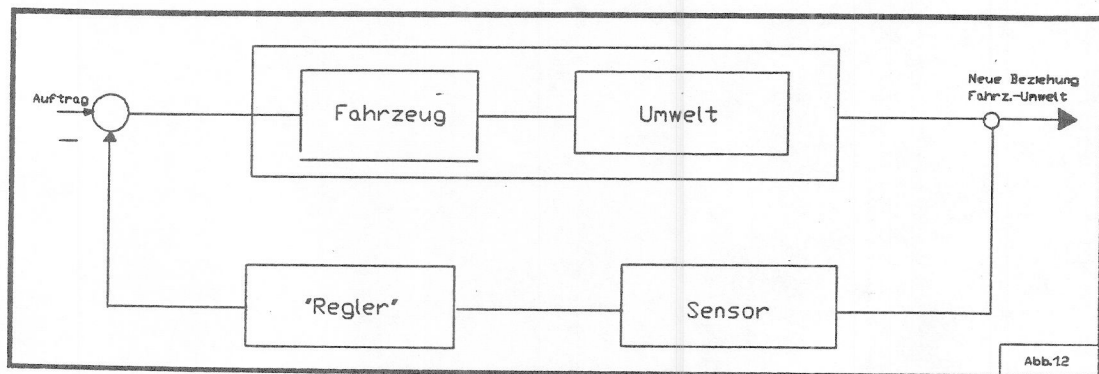 Neue Beziehung
Fahrz.-Umwelt
Auftrag
Fahrzeug
Umwelt
"Regler"
Sensor
Abb.12